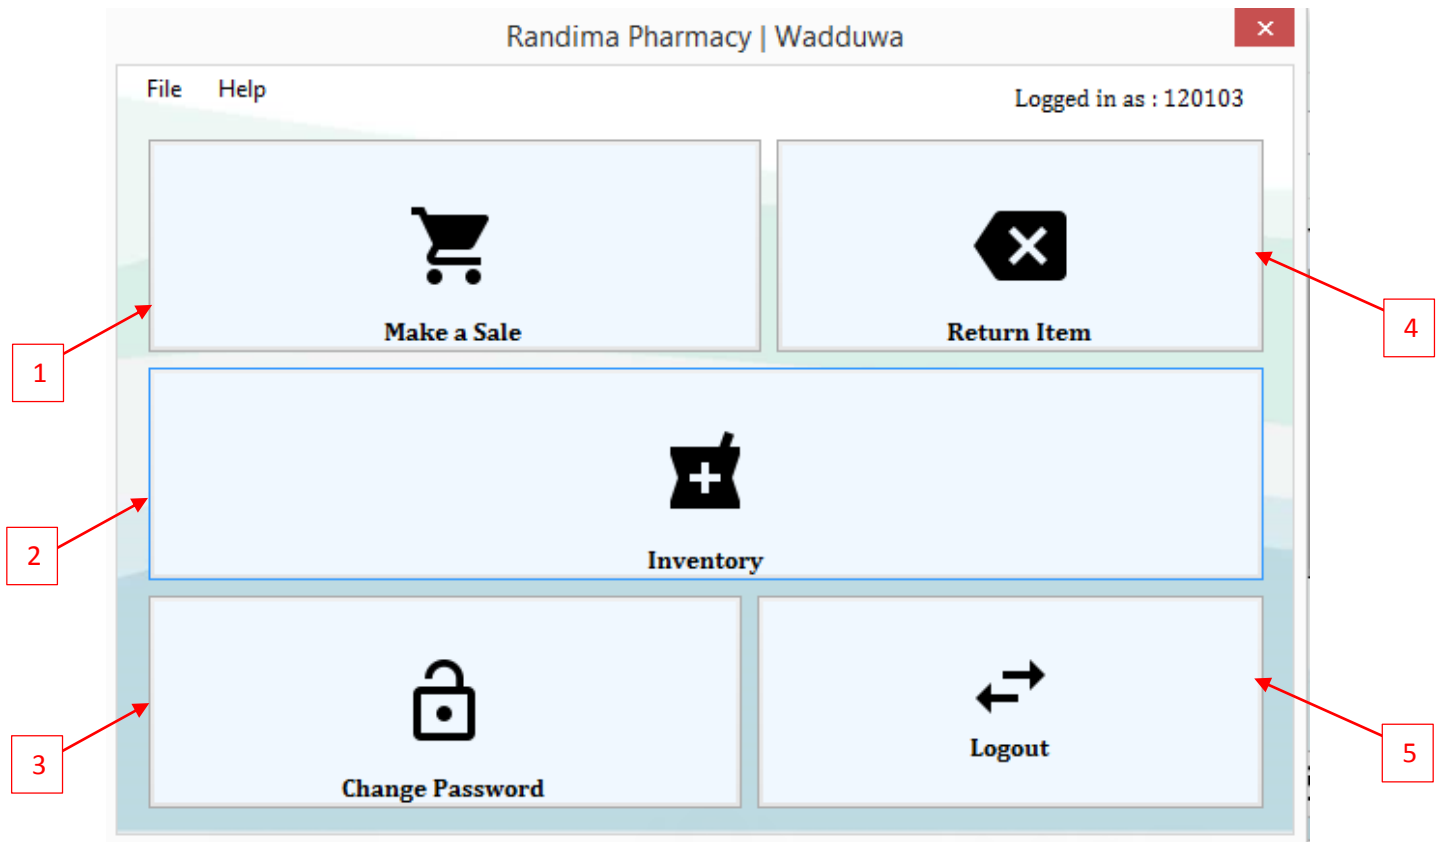 Randima Pharmacy | Wadduwa
File Help
Logged in as : 120103
Make a Sale
Return Item
1
4
Inventory
2
Change Password
Logout
3
5